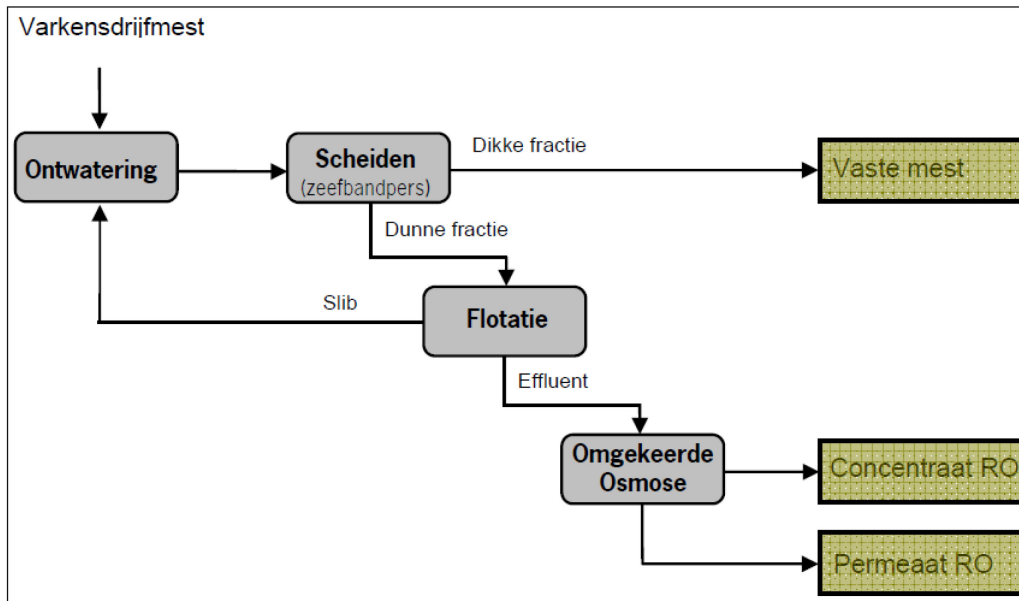 Varkensdrijfmest
Ontwatering
Scheiden
(zeefbandpers)
Dikke fractie
Vaste mest
Dunne fractie
Slib
Flotatie
Effluent
Omgekeerde
Osmose
Concentraat RO
Permeaat RO